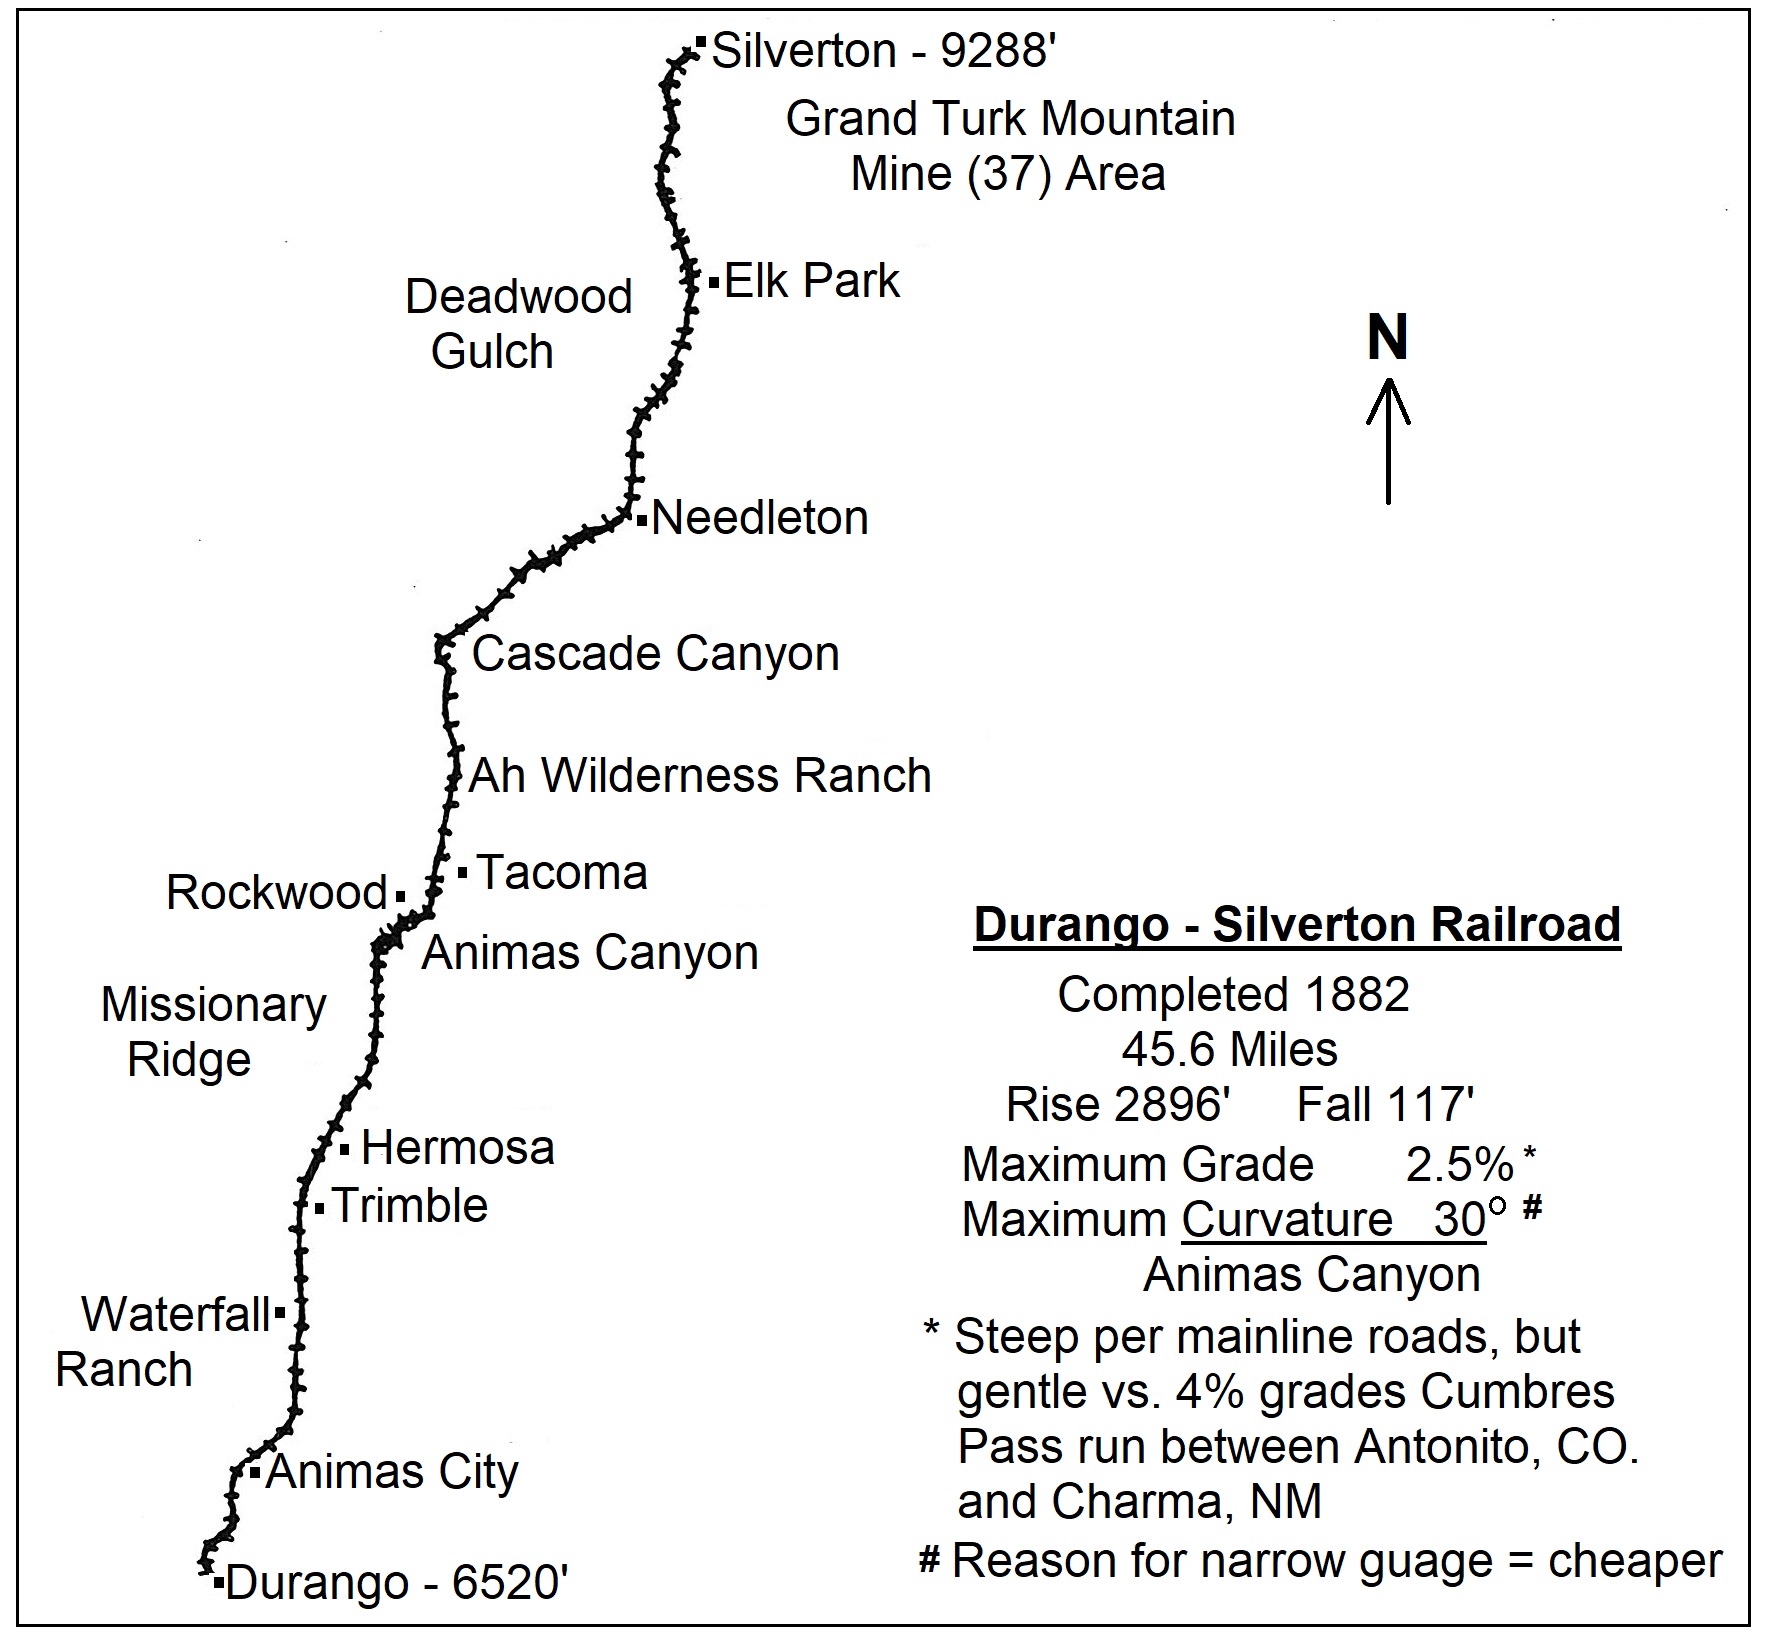 Silverton - 9288'
Grand Turk Mountain
Mine (37) Area
Elk Park
Deadwood
Gulch
N
Needleton
Cascade Canyon
Ah Wilderness Ranch
Tacoma
Rockwood
Animas Canyon
Missionary
Ridge
Hermosa
Trimble
Waterfall
Ranch
Animas City
Durango - 6520'
Durango - Silverton Railroad
Completed 1882
45.6 Miles
Rise 2896' Fall 117'
Maximum Grade 2.5% *
Maximum Curvature 30° #
Animas Canyon
* Steep per mainline roads, but
gentle vs. 4% grades Cumbres
Pass run between Antonito, CO.
and Charma, NM
# Reason for narrow guage = cheaper